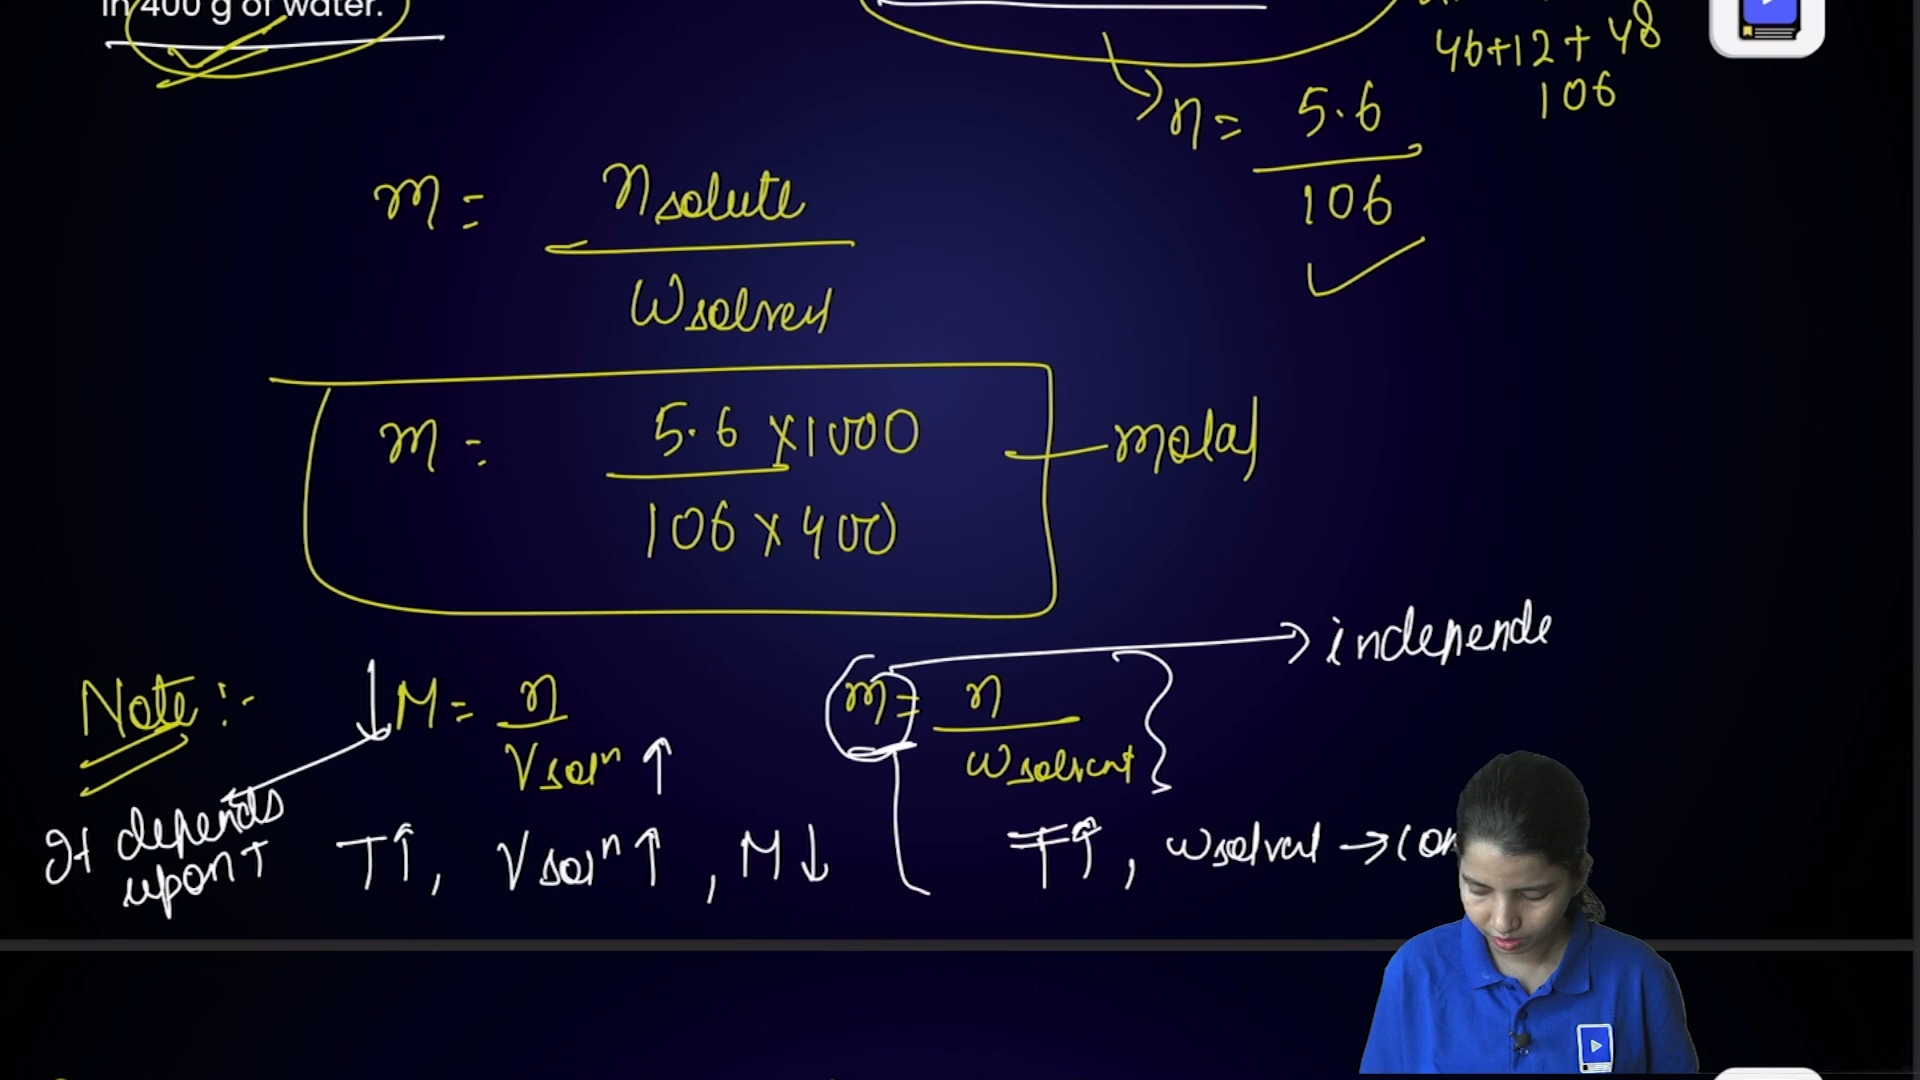 in 400 g of water.
46+12+48
106
n = 5.6
106
m = n solute
W solvent
m = 5.6 x1000
106 x 400
molal
independe
Note :-
↓ M = n
V solⁿ ↑
m = n
W solvent
It depends
upon T
T↑, V solⁿ ↑, M↓
T↑, W solvent → con